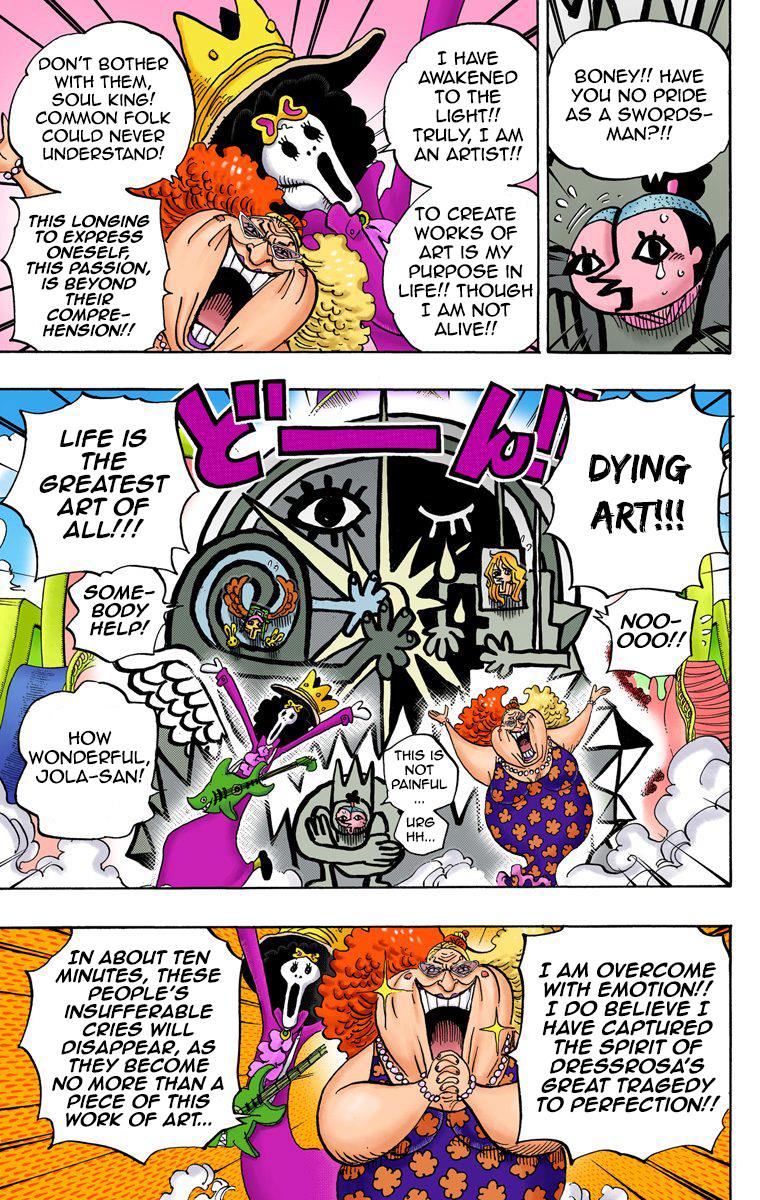 BONEY!! HAVE
YOU NO PRIDE
AS A SWORDS-
MAN?!!
I HAVE
AWAKENED
TO THE
LIGHT!!
TRULY, I AM
AN ARTIST!!
TO CREATE
WORKS OF
ART IS MY
PURPOSE IN
LIFE!! THOUGH
I AM NOT
ALIVE!!
DON'T BOTHER
WITH THEM,
SOUL KING!
COMMON FOLK
COULD NEVER
UNDERSTAND!
THIS LONGING
TO EXPRESS
ONESELF,
THIS PASSION,
IS BEYOND
THEIR
COMPRE-
HENSION!!
どーん!!
DYING
ART!!!
LIFE IS
THE
GREATEST
ART OF
ALL!!!
NOO-
OOO!!
SOME-
BODY
HELP!
THIS IS
NOT
PAINFUL
...
URG
HH...
HOW
WONDERFUL,
JOLA-SAN!
I AM OVERCOME
WITH EMOTION!!
I DO BELIEVE I
HAVE CAPTURED
THE SPIRIT OF
DRESSROSA'S
GREAT TRAGEDY
TO PERFECTION!!
IN ABOUT TEN
MINUTES, THESE
PEOPLE'S
INSUFFERABLE
CRIES WILL
DISAPPEAR, AS
THEY BECOME
NO MORE THAN A
PIECE OF THIS
WORK OF ART...